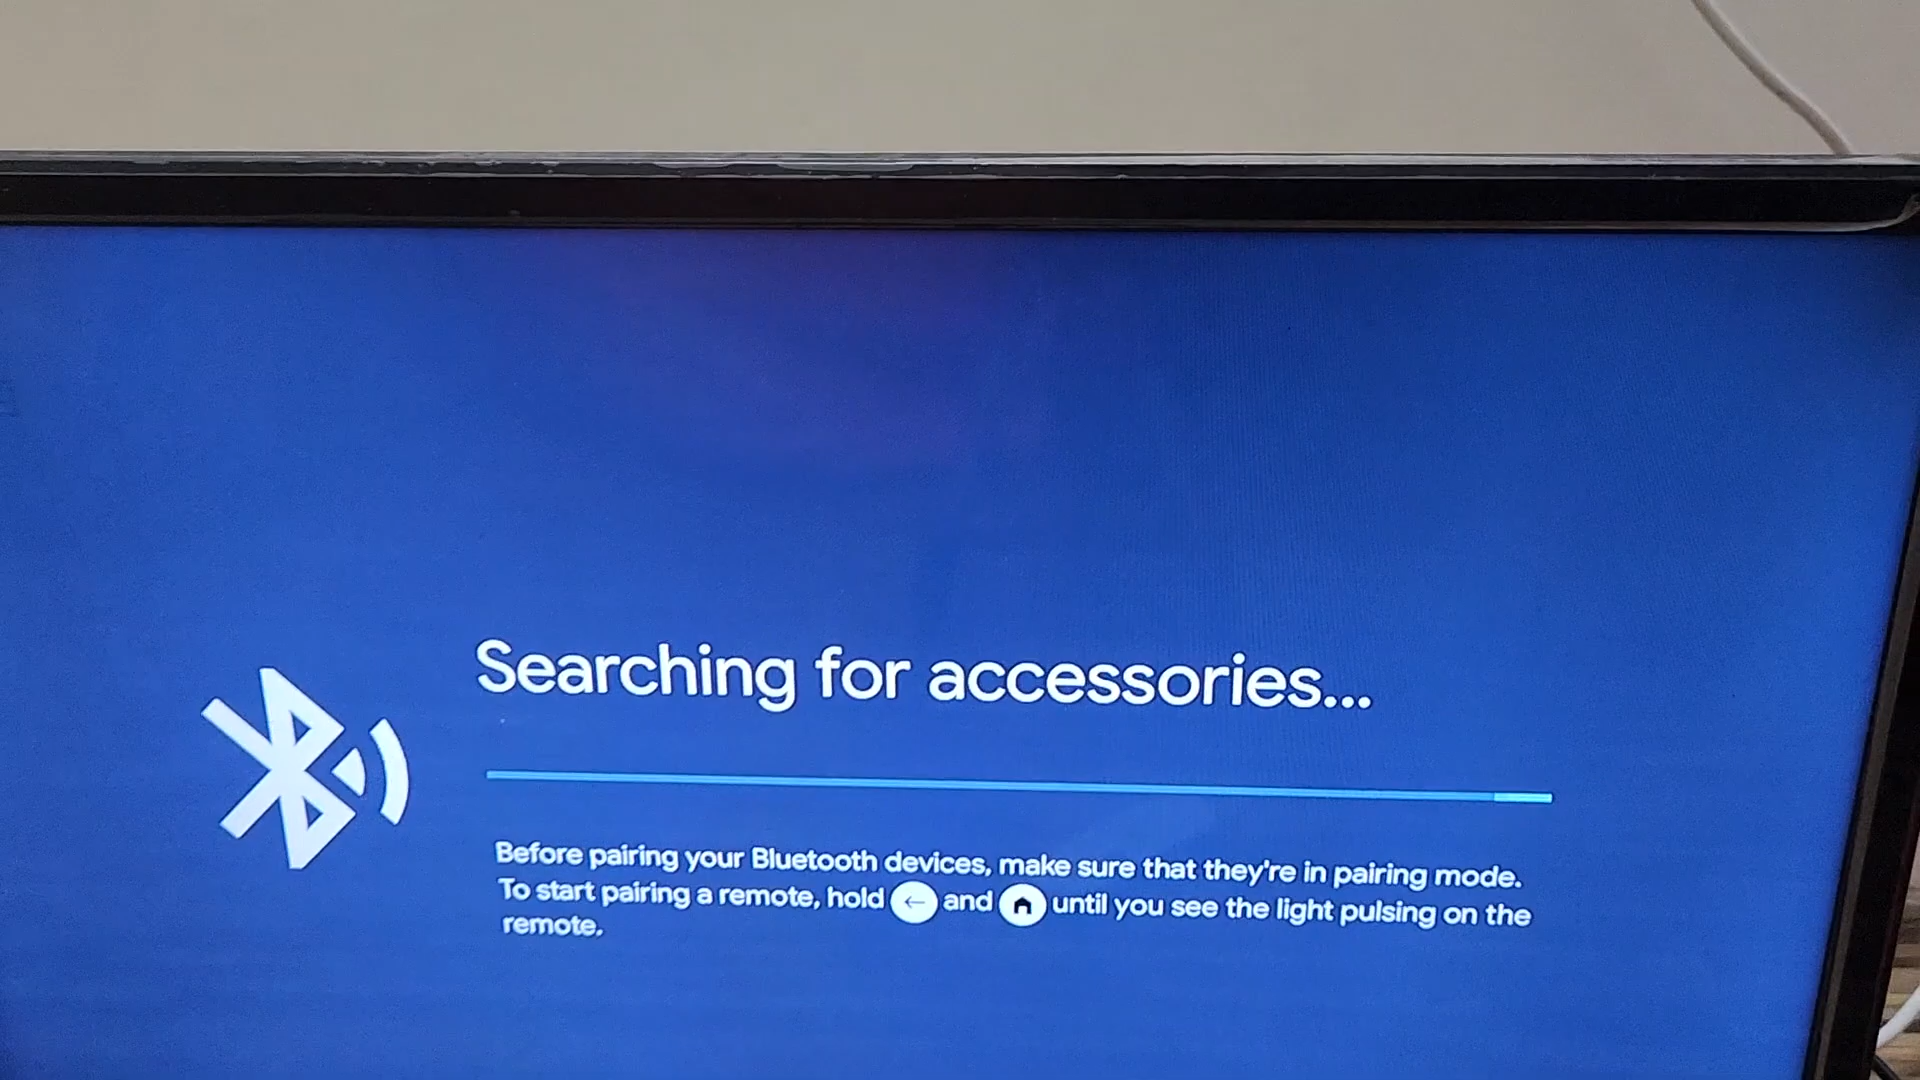 Searching for accessories...
Before pairing your Bluetooth devices, make sure that they're in pairing mode.
To start pairing a remote, hold ← and until you see the light pulsing on the
remote.